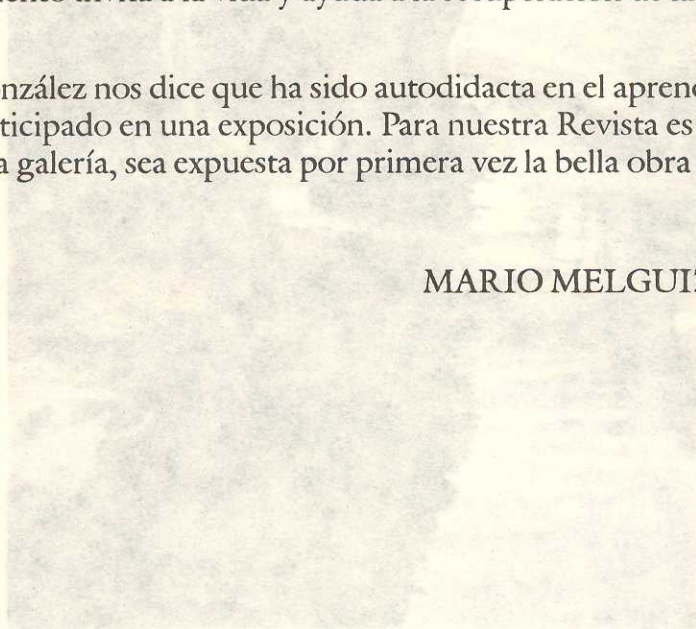 nzález nos dice que ha sido autodidacta en el aprend
ticipado en una exposición. Para nuestra Revista es
a galería, sea expuesta por primera vez la bella obra
MARIO MELGUI